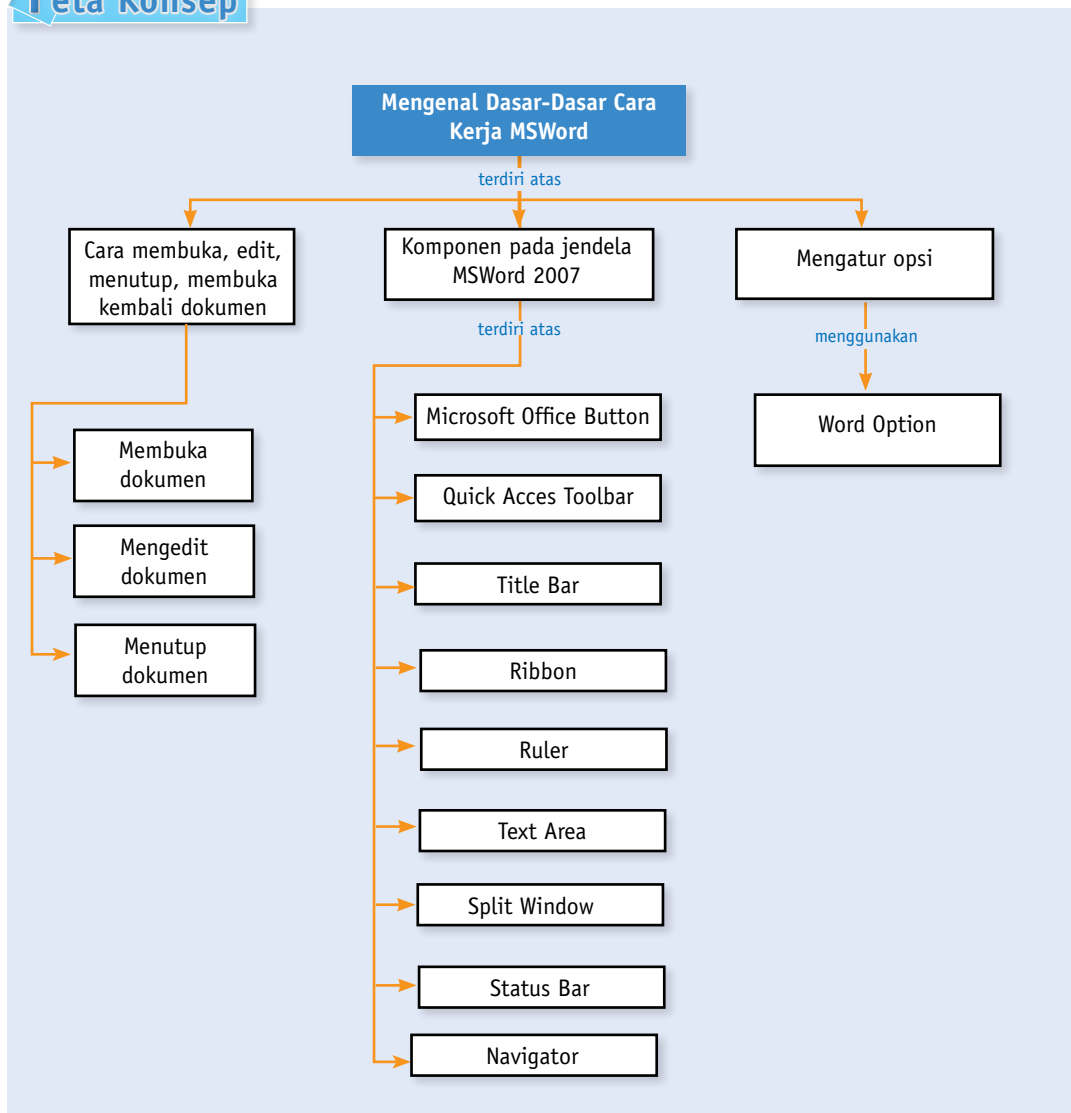 Peta Konsep
Mengenal Dasar-Dasar Cara
Kerja MSWord
terdiri atas
Cara membuka, edit,
menutup, membuka
kembali dokumen
Komponen pada jendela
MSWord 2007
Mengatur opsi
terdiri atas
menggunakan
Membuka
dokumen
Mengedit
dokumen
Menutup
dokumen
Microsoft Office Button
Quick Acces Toolbar
Title Bar
Ribbon
Ruler
Text Area
Split Window
Status Bar
Navigator
Word Option